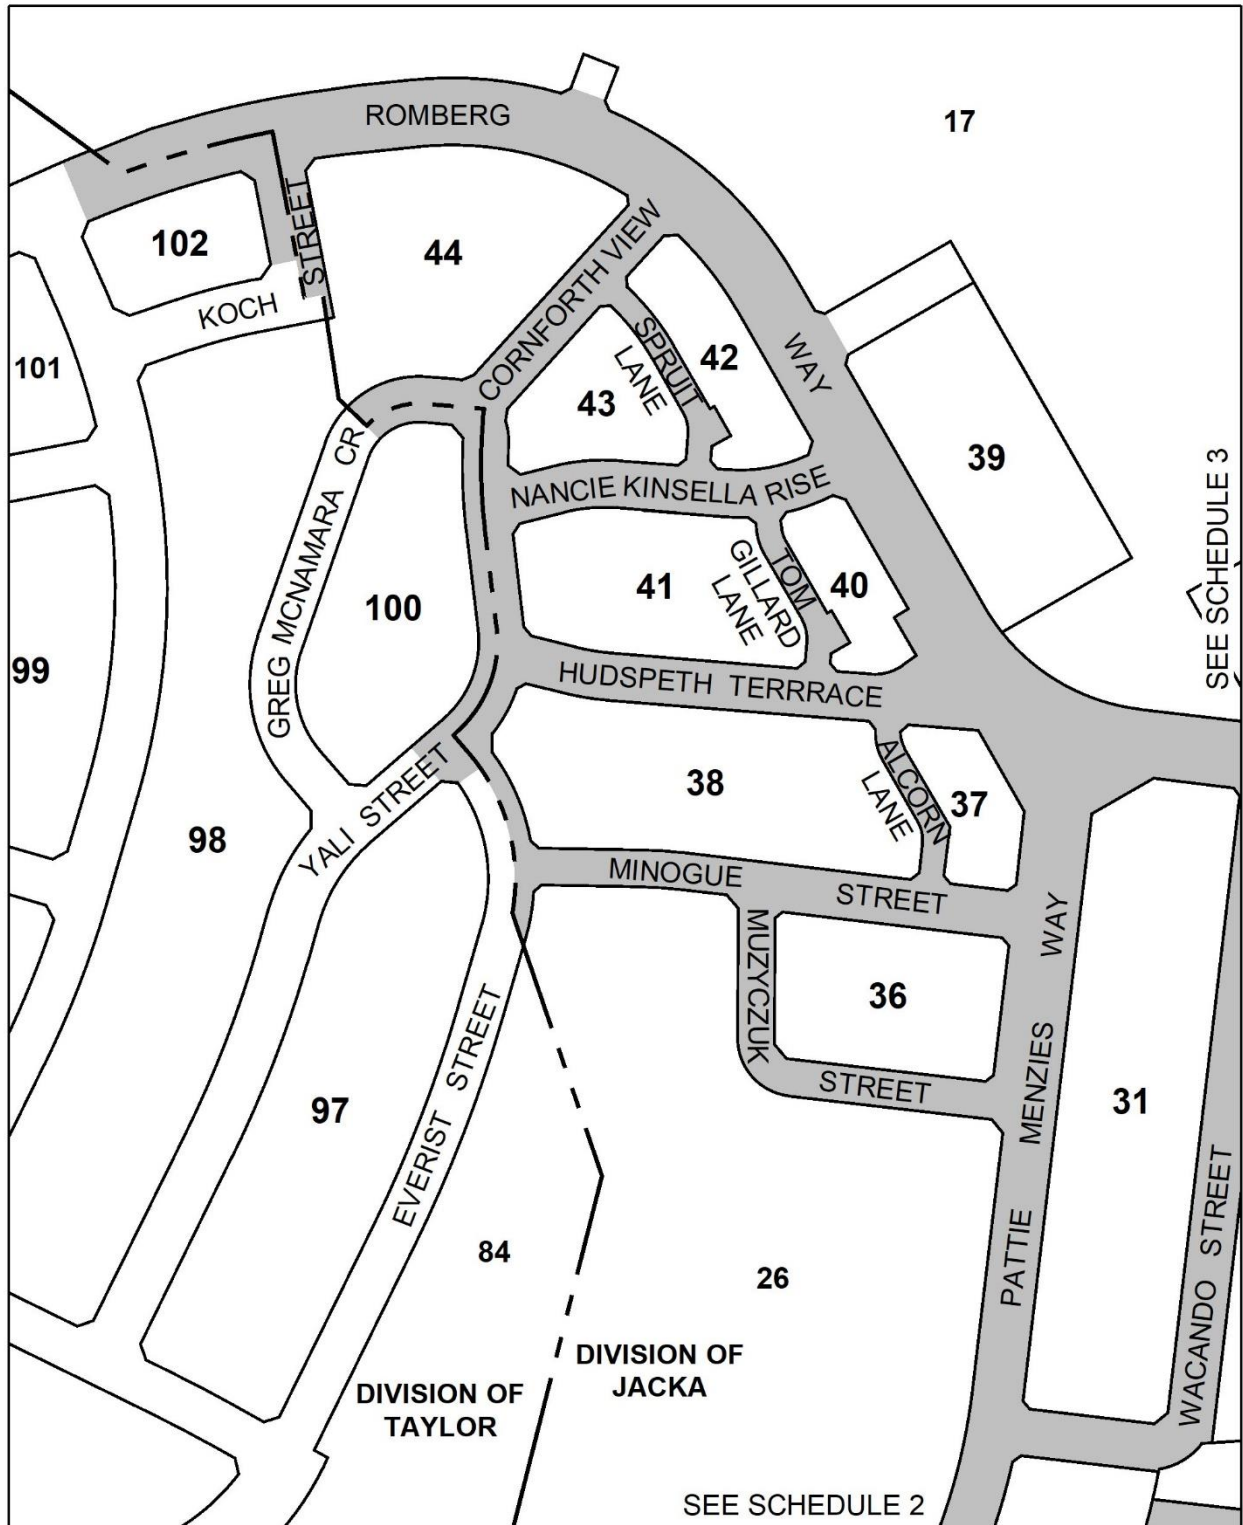 ROMBERG
17
STREET
102
44
CORNFORTH VIEW
KOCH
SPRUIT
LANE
42
WAY
101
43
GREG MCNAMARA CR
39
SEE SCHEDULE 3
NANCIE KINSELLA RISE
TOM
GILLARD
LANE
40
41
100
99
HUDSPETH TERRRACE
ALCORN
LANE
38
37
YALI STREET
98
MINOGUE
STREET
WAY
MUZYCZUK
36
STREET
MENZIES
31
EVERIST STREET
97
PATTIE
WACANDO STREET
84
26
DIVISION OF
JACKA
DIVISION OF
TAYLOR
SEE SCHEDULE 2